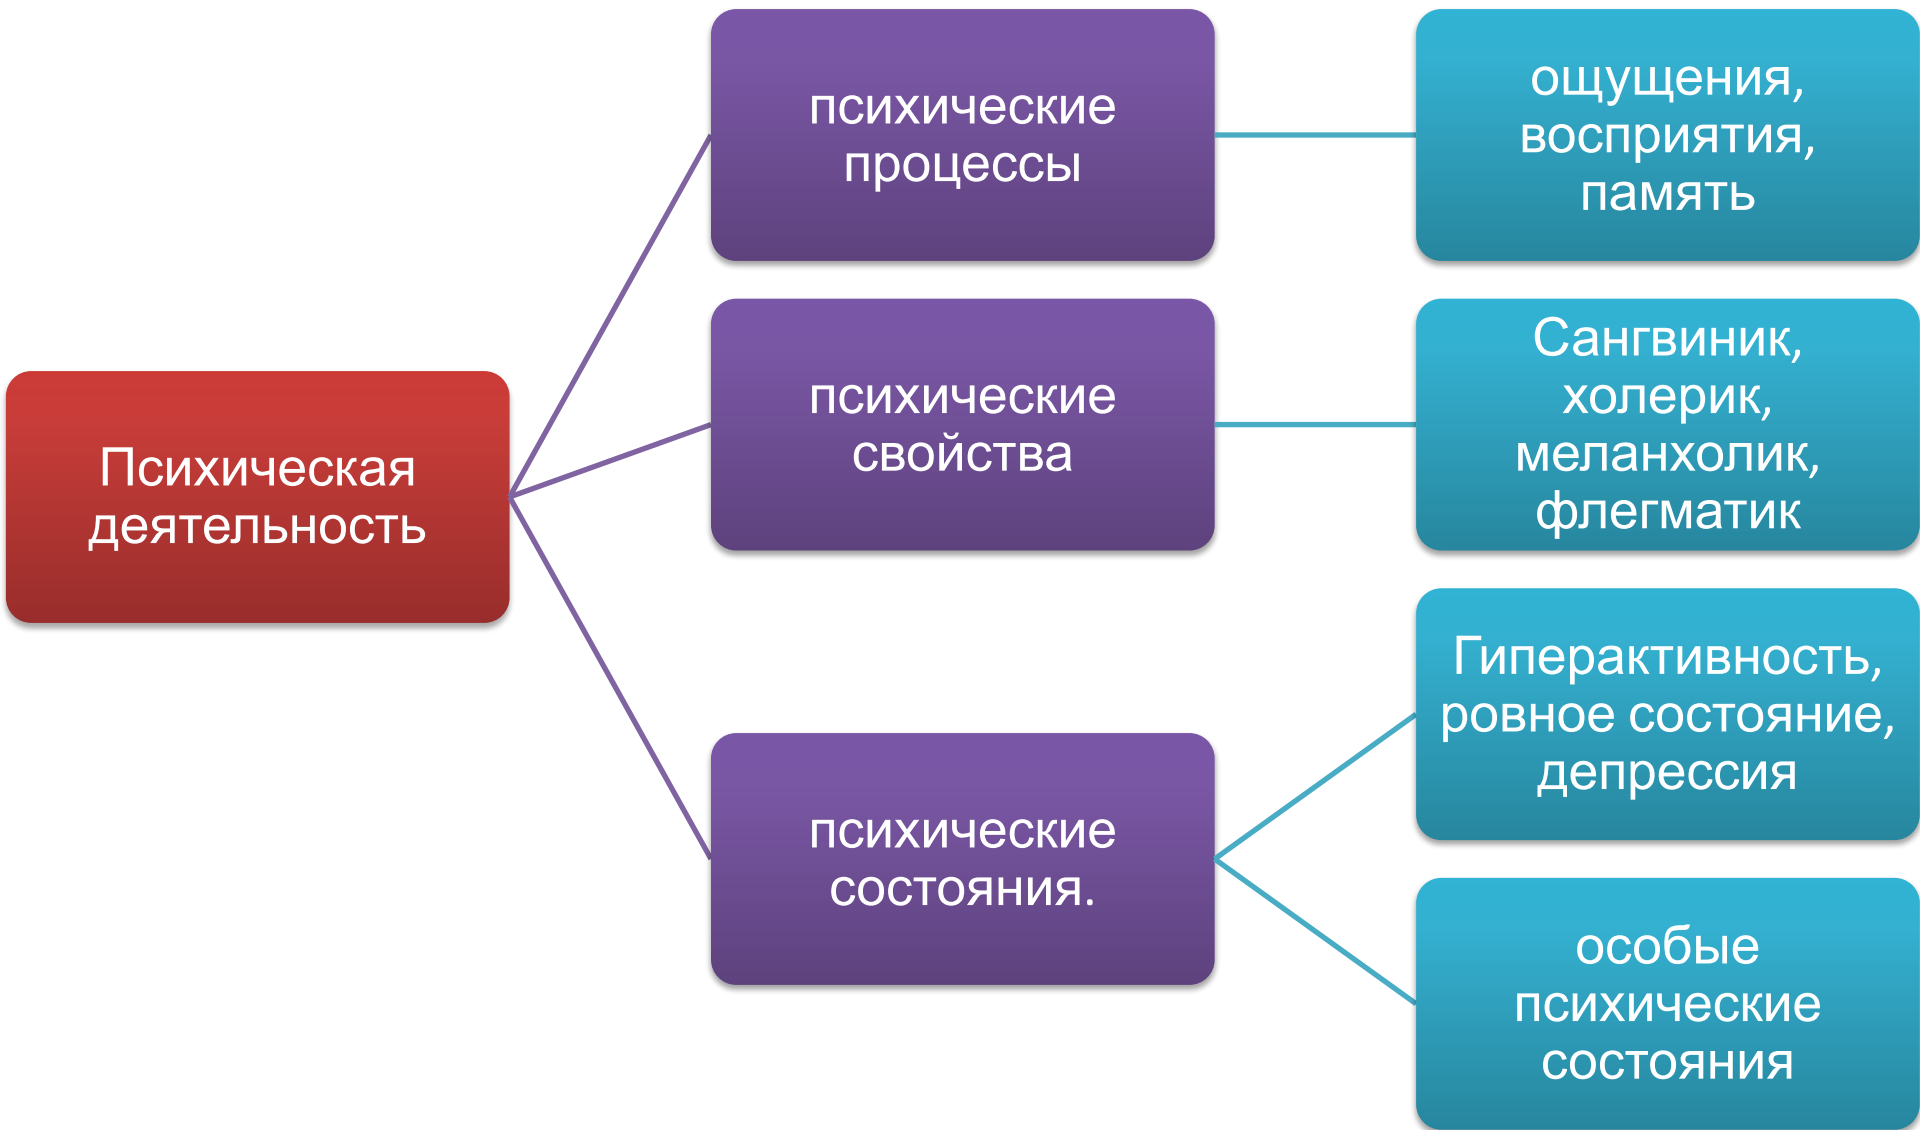 Психическая
деятельность
психические
процессы
ощущения,
восприятия,
память
психические
свойства
Сангвиник,
холерик,
меланхолик,
флегматик
психические
состояния.
Гиперактивность,
ровное состояние,
депрессия
особые
психические
состояния